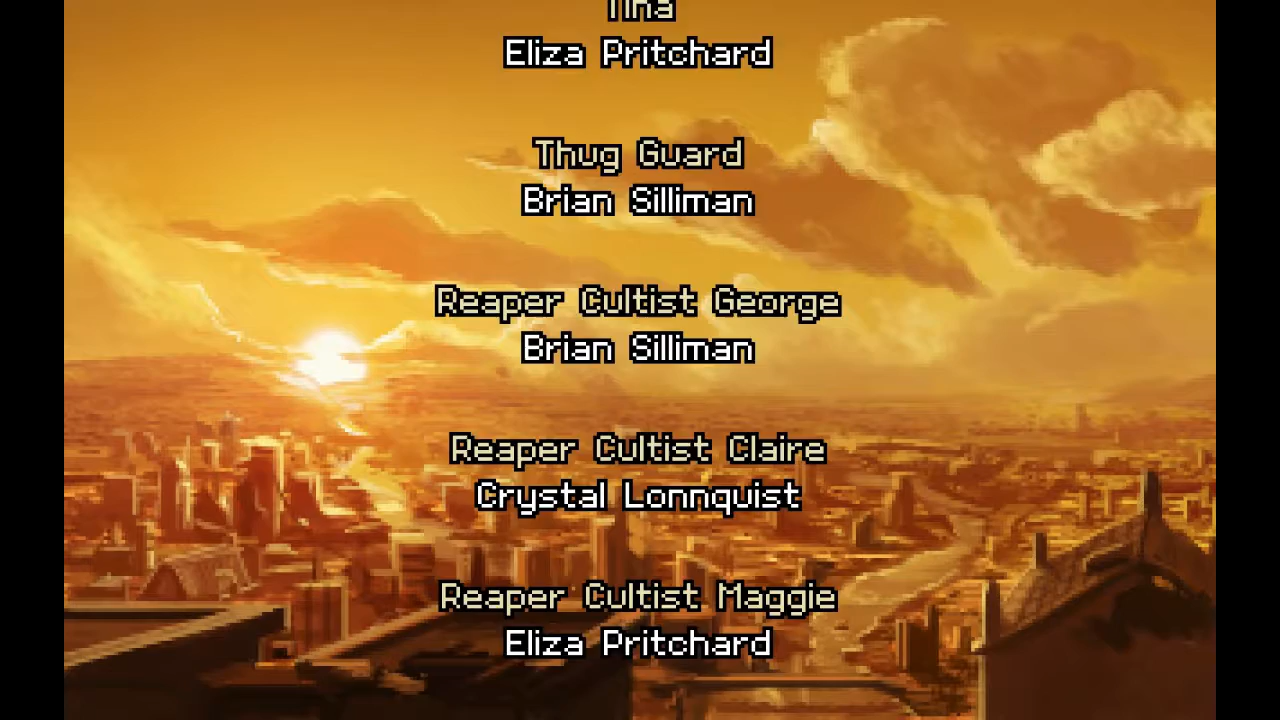 Tina
Eliza Pritchard
Thug Guard
Brian Silliman
Reaper Cultist George
Brian Silliman
Reaper Cultist Claire
Crystal Lonnquist
Reaper Cultist Maggie
Eliza Pritchard